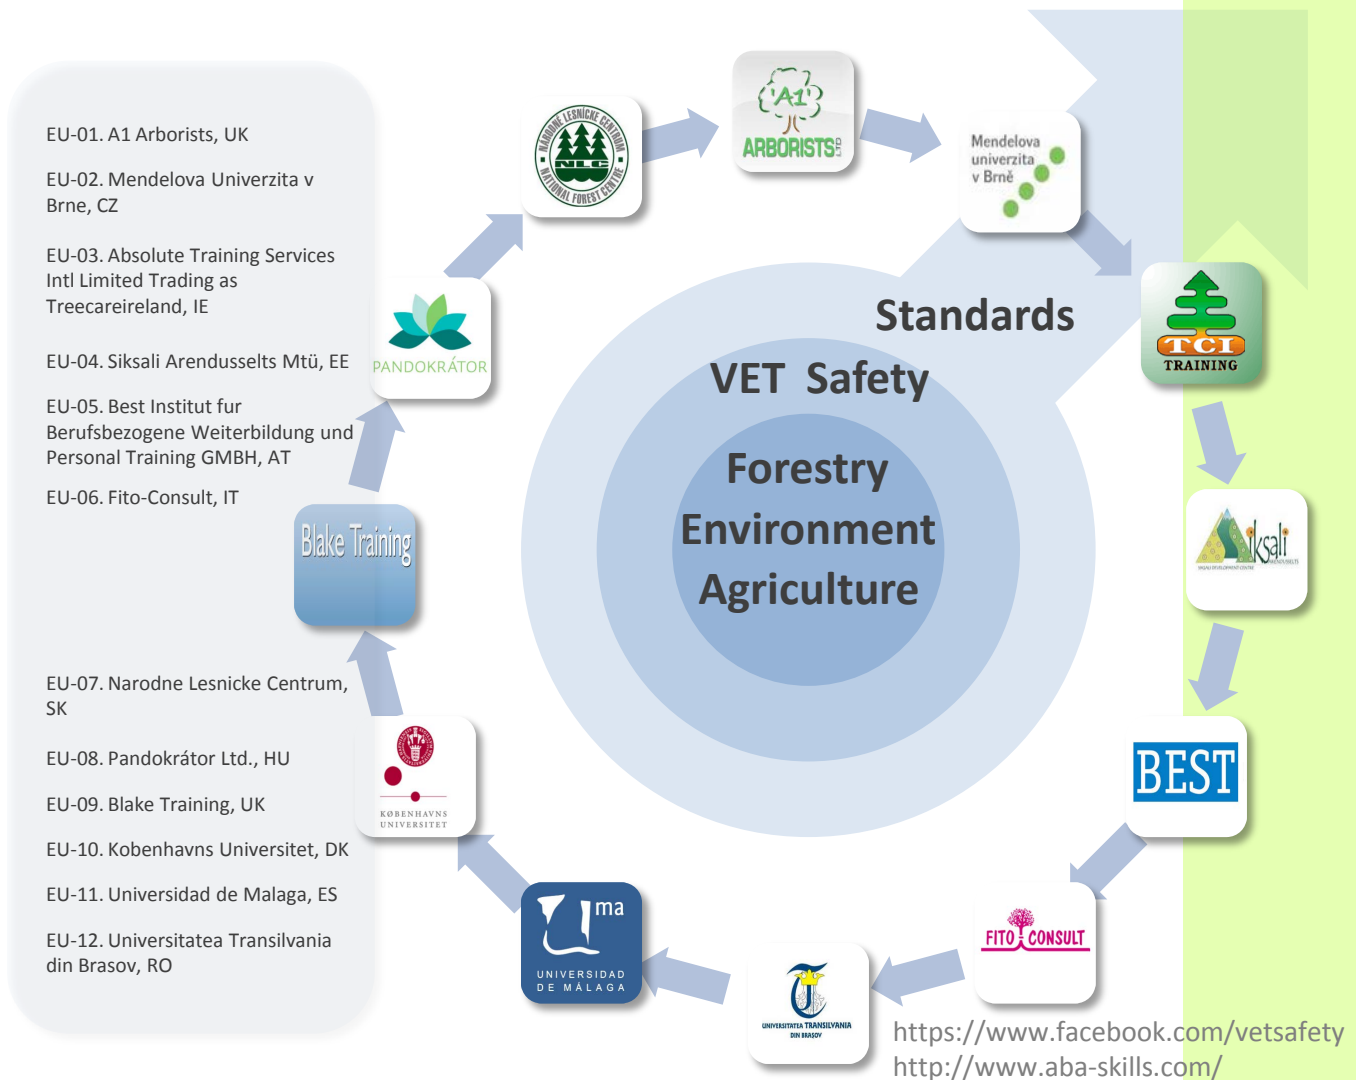 EU-01. A1 Arborists, UK
EU-02. Mendelova Univerzita v
Brne, CZ
EU-03. Absolute Training Services
Intl Limited Trading as
Treecareireland, IE
EU-04. Siksali Arendusselts Mtü, EE
EU-05. Best Institut fur
Berufsbezogene Weiterbildung und
Personal Training GMBH, AT
EU-06. Fito-Consult, IT
EU-07. Narodne Lesnicke Centrum,
SK
EU-08. Pandokrátor Ltd., HU
EU-09. Blake Training, UK
EU-10. Kobenhavns Universitet, DK
EU-11. Universidad de Malaga, ES
EU-12. Universitatea Transilvania
din Brasov, RO
NÁRODNÉ LESNÍCKE CENTRUM
NLC
NATIONAL FOREST CENTRE
'A1'
ARBORISTS LTD
Mendelova
univerzita
v Brně
TCI
TRAINING
Siksali
ARENDUSSELTS
SIKSALI DEVELOPMENT CENTRE
BEST
FITO CONSULT
UNIVERSITATEA TRANSILVANIA
DIN BRASOV
uma
UNIVERSIDAD
DE MÁLAGA
KØBENHAVNS
UNIVERSITET
Blake Training
PANDOKRÁTOR
Standards
VET Safety
Forestry
Environment
Agriculture
https://www.facebook.com/vetsafety
http://www.aba-skills.com/